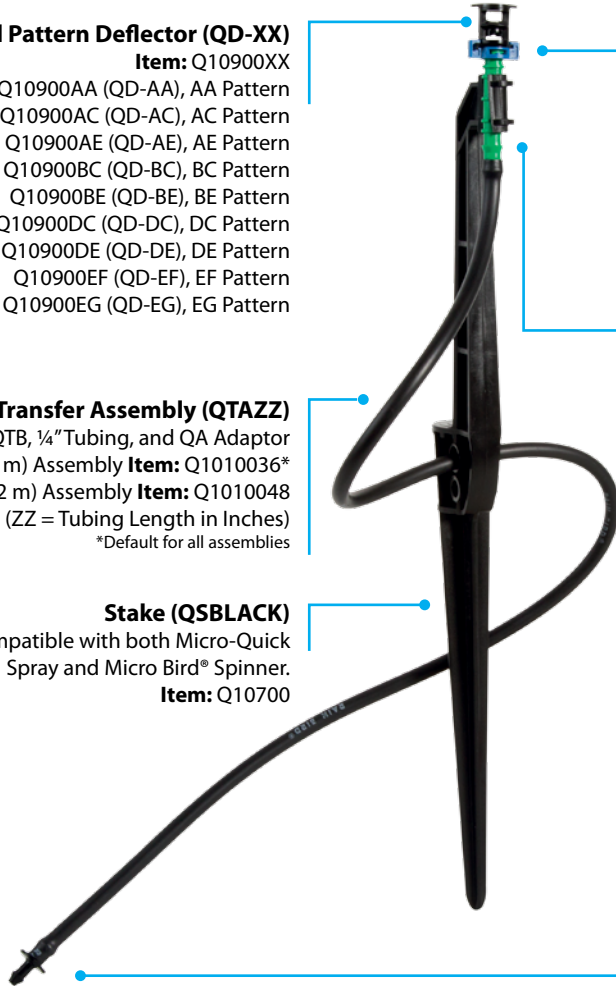 Pattern Deflector (QD-XX)
Item: Q10900XX
Q10900AA (QD-AA), AA Pattern
Q10900AC (QD-AC), AC Pattern
Q10900AE (QD-AE), AE Pattern
Q10900BC (QD-BC), BC Pattern
Q10900BE (QD-BE), BE Pattern
Q10900DC (QD-DC), DC Pattern
Q10900DE (QD-DE), DE Pattern
Q10900EF (QD-EF), EF Pattern
Q10900EG (QD-EG), EG Pattern
Transfer Assembly (QTAZZ)
QTB, ¼” Tubing, and QA Adaptor
m) Assembly Item: Q1010036*
2 m) Assembly Item: Q1010048
(ZZ = Tubing Length in Inches)
*Default for all assemblies
Stake (QSBLACK)
mpatible with both Micro-Quick
Spray and Micro Bird® Spinner.
Item: Q10700
RAIN BIRD®